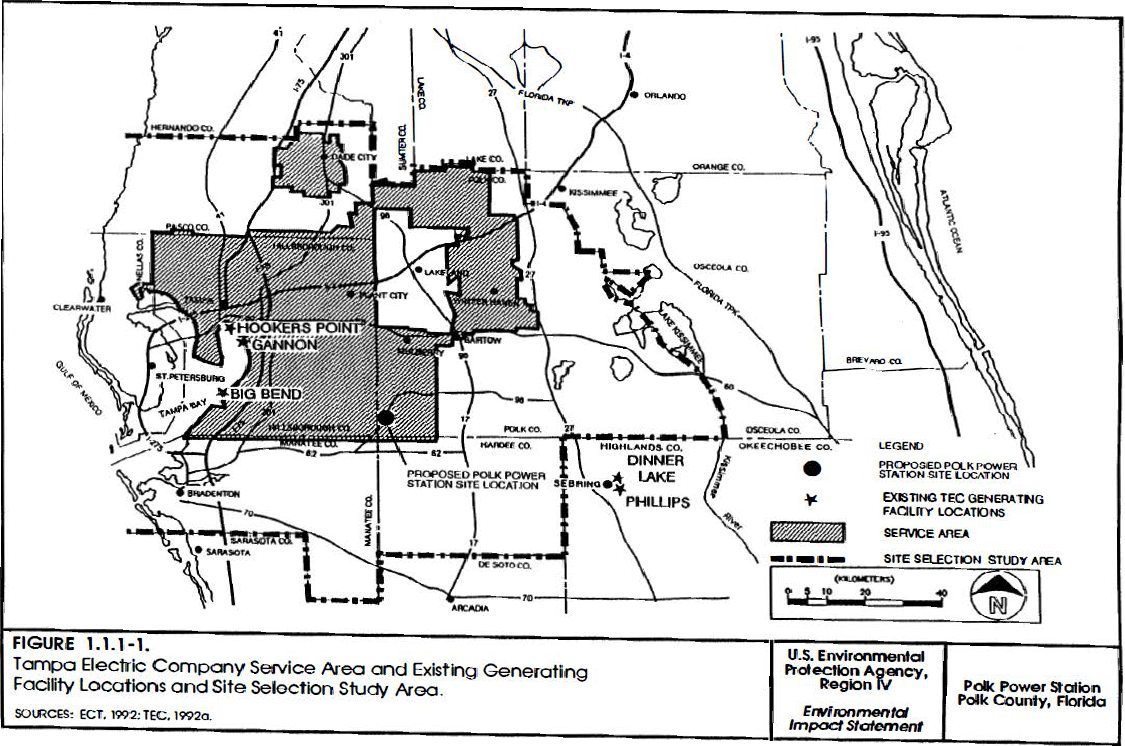 41
301
I-75
LAKE CO.
SUMTER CO.
27
FLORIDA TKP
I-4
ORLANDO
I-95
HERNANDO CO.
DADE CITY
LAKE CO.
POLK CO.
ORANGE CO.
301
98
I-4
KISSIMMEE
41
PASCO CO.
HILLSBOROUGH CO.
I-95
ATLANTIC OCEAN
I-75
LAKELAND
27
OSCEOLA CO.
FLORIDA TPK
CLEARWATER
TAMPA
PLANT CITY
WINTER HAVEN
LAKE KISSIMMEE
I-4
HOOKERS POINT
GANNON
MULBERRY
BARTOW
98
BREVARD CO.
GULF OF MEXICO
ST. PETERSBURG
BIG BEND
TAMPA BAY
301
I-75
98
60
17
I-275
HILLSBOROUGH CO.
MANATEE CO.
62
62
POLK CO.
HARDEE CO.
27
HIGHLANDS CO.
OSCEOLA CO.
OKEECHOBEE CO.
PROPOSED POLK POWER
STATION SITE LOCATION
DINNER
LAKE
SEBRING
PHILLIPS
Kissimmee
River
BRADENTON
70
MANATEE CO.
SARASOTA CO.
SARASOTA
17
DE SOTO CO.
ARCADIA
70
LEGEND
PROPOSED POLK POWER
STATION SITE LOCATION
EXISTING TEC GENERATING
FACILITY LOCATIONS
SERVICE AREA
SITE SELECTION STUDY AREA
(KILOMETERS)
0 5 10 20 40
N
FIGURE 1.1.1-1.
Tampa Electric Company Service Area and Existing Generating
Facility Locations and Site Selection Study Area.
SOURCES: ECT, 1992; TEC, 1992a.
U.S. Environmental
Protection Agency,
Region IV
Environmental
Impact Statement
Polk Power Station
Polk County, Florida